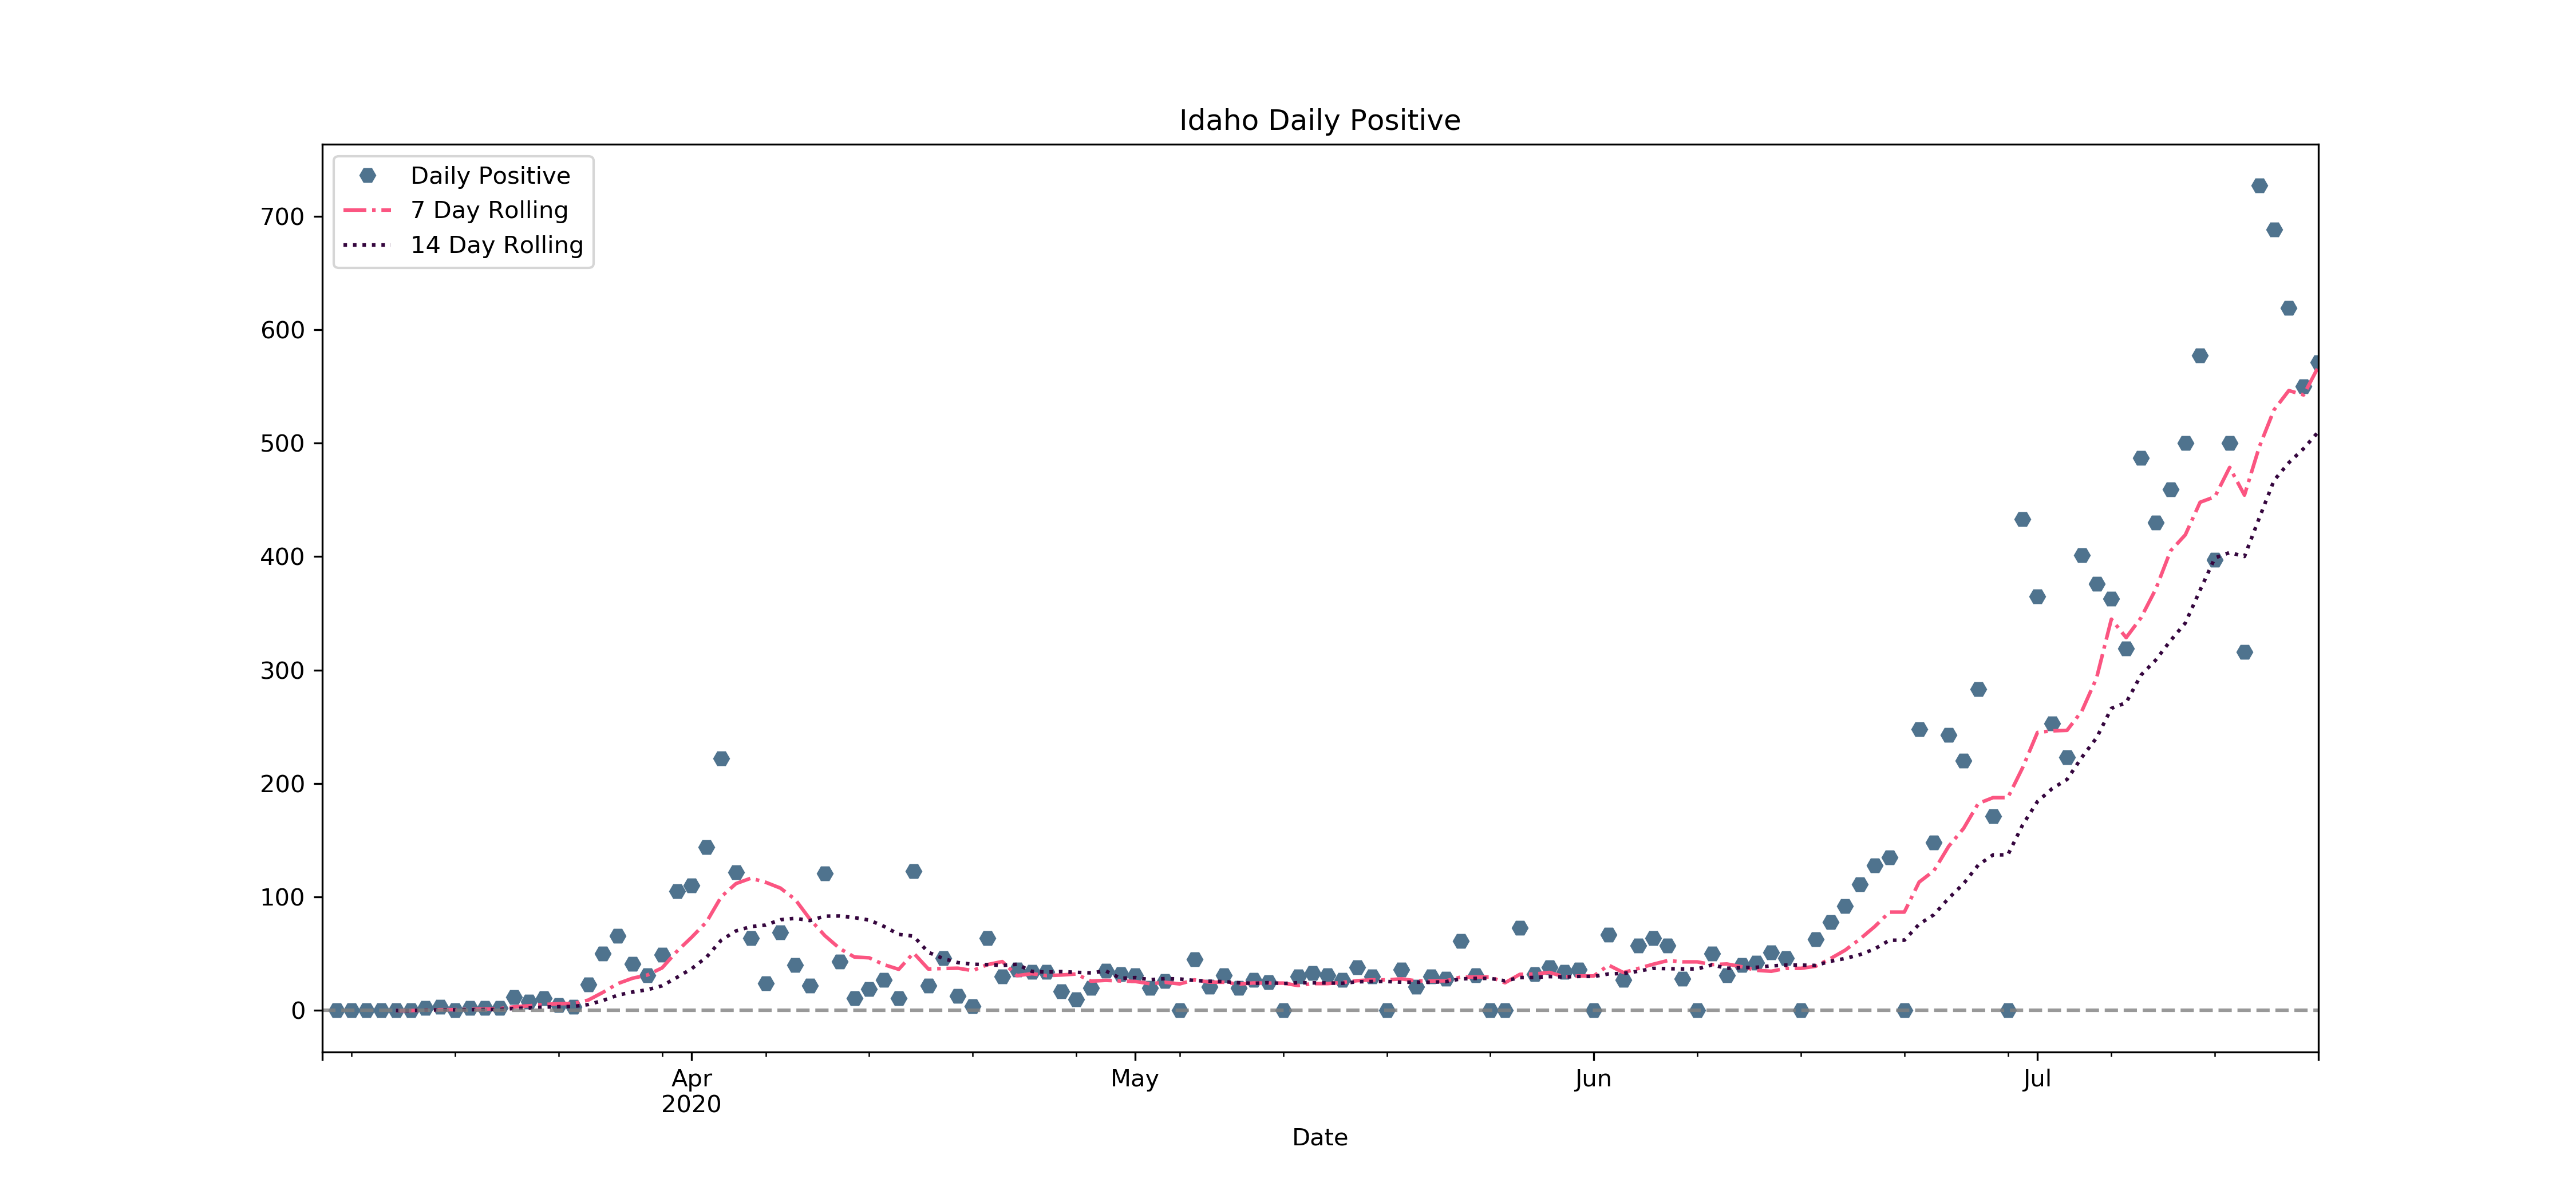 Idaho Daily Positive
Daily Positive
7 Day Rolling
14 Day Rolling
700
600
500
400
300
200
100
0
Apr
2020
May
Jun
Jul
Date